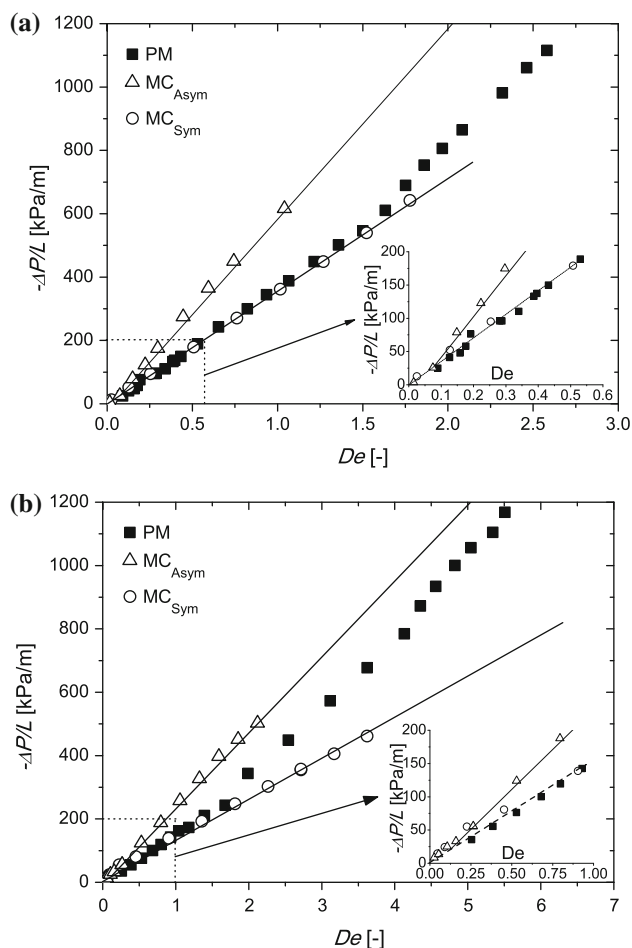 (a)
1200
1000
800
600
400
200
0
-ΔP/L [kPa/m]
PM
MC_Asym
MC_Sym
200
150
100
50
0
-ΔP/L [kPa/m]
0.0 0.1 0.2 0.3 0.4 0.5 0.6
De
0.0 0.5 1.0 1.5 2.0 2.5 3.0
De [-]
(b)
1200
1000
800
600
400
200
0
-ΔP/L [kPa/m]
PM
MC_Asym
MC_Sym
200
150
100
50
0
-ΔP/L [kPa/m]
0.00 0.25 0.50 0.75 1.00
De
0 1 2 3 4 5 6 7
De [-]